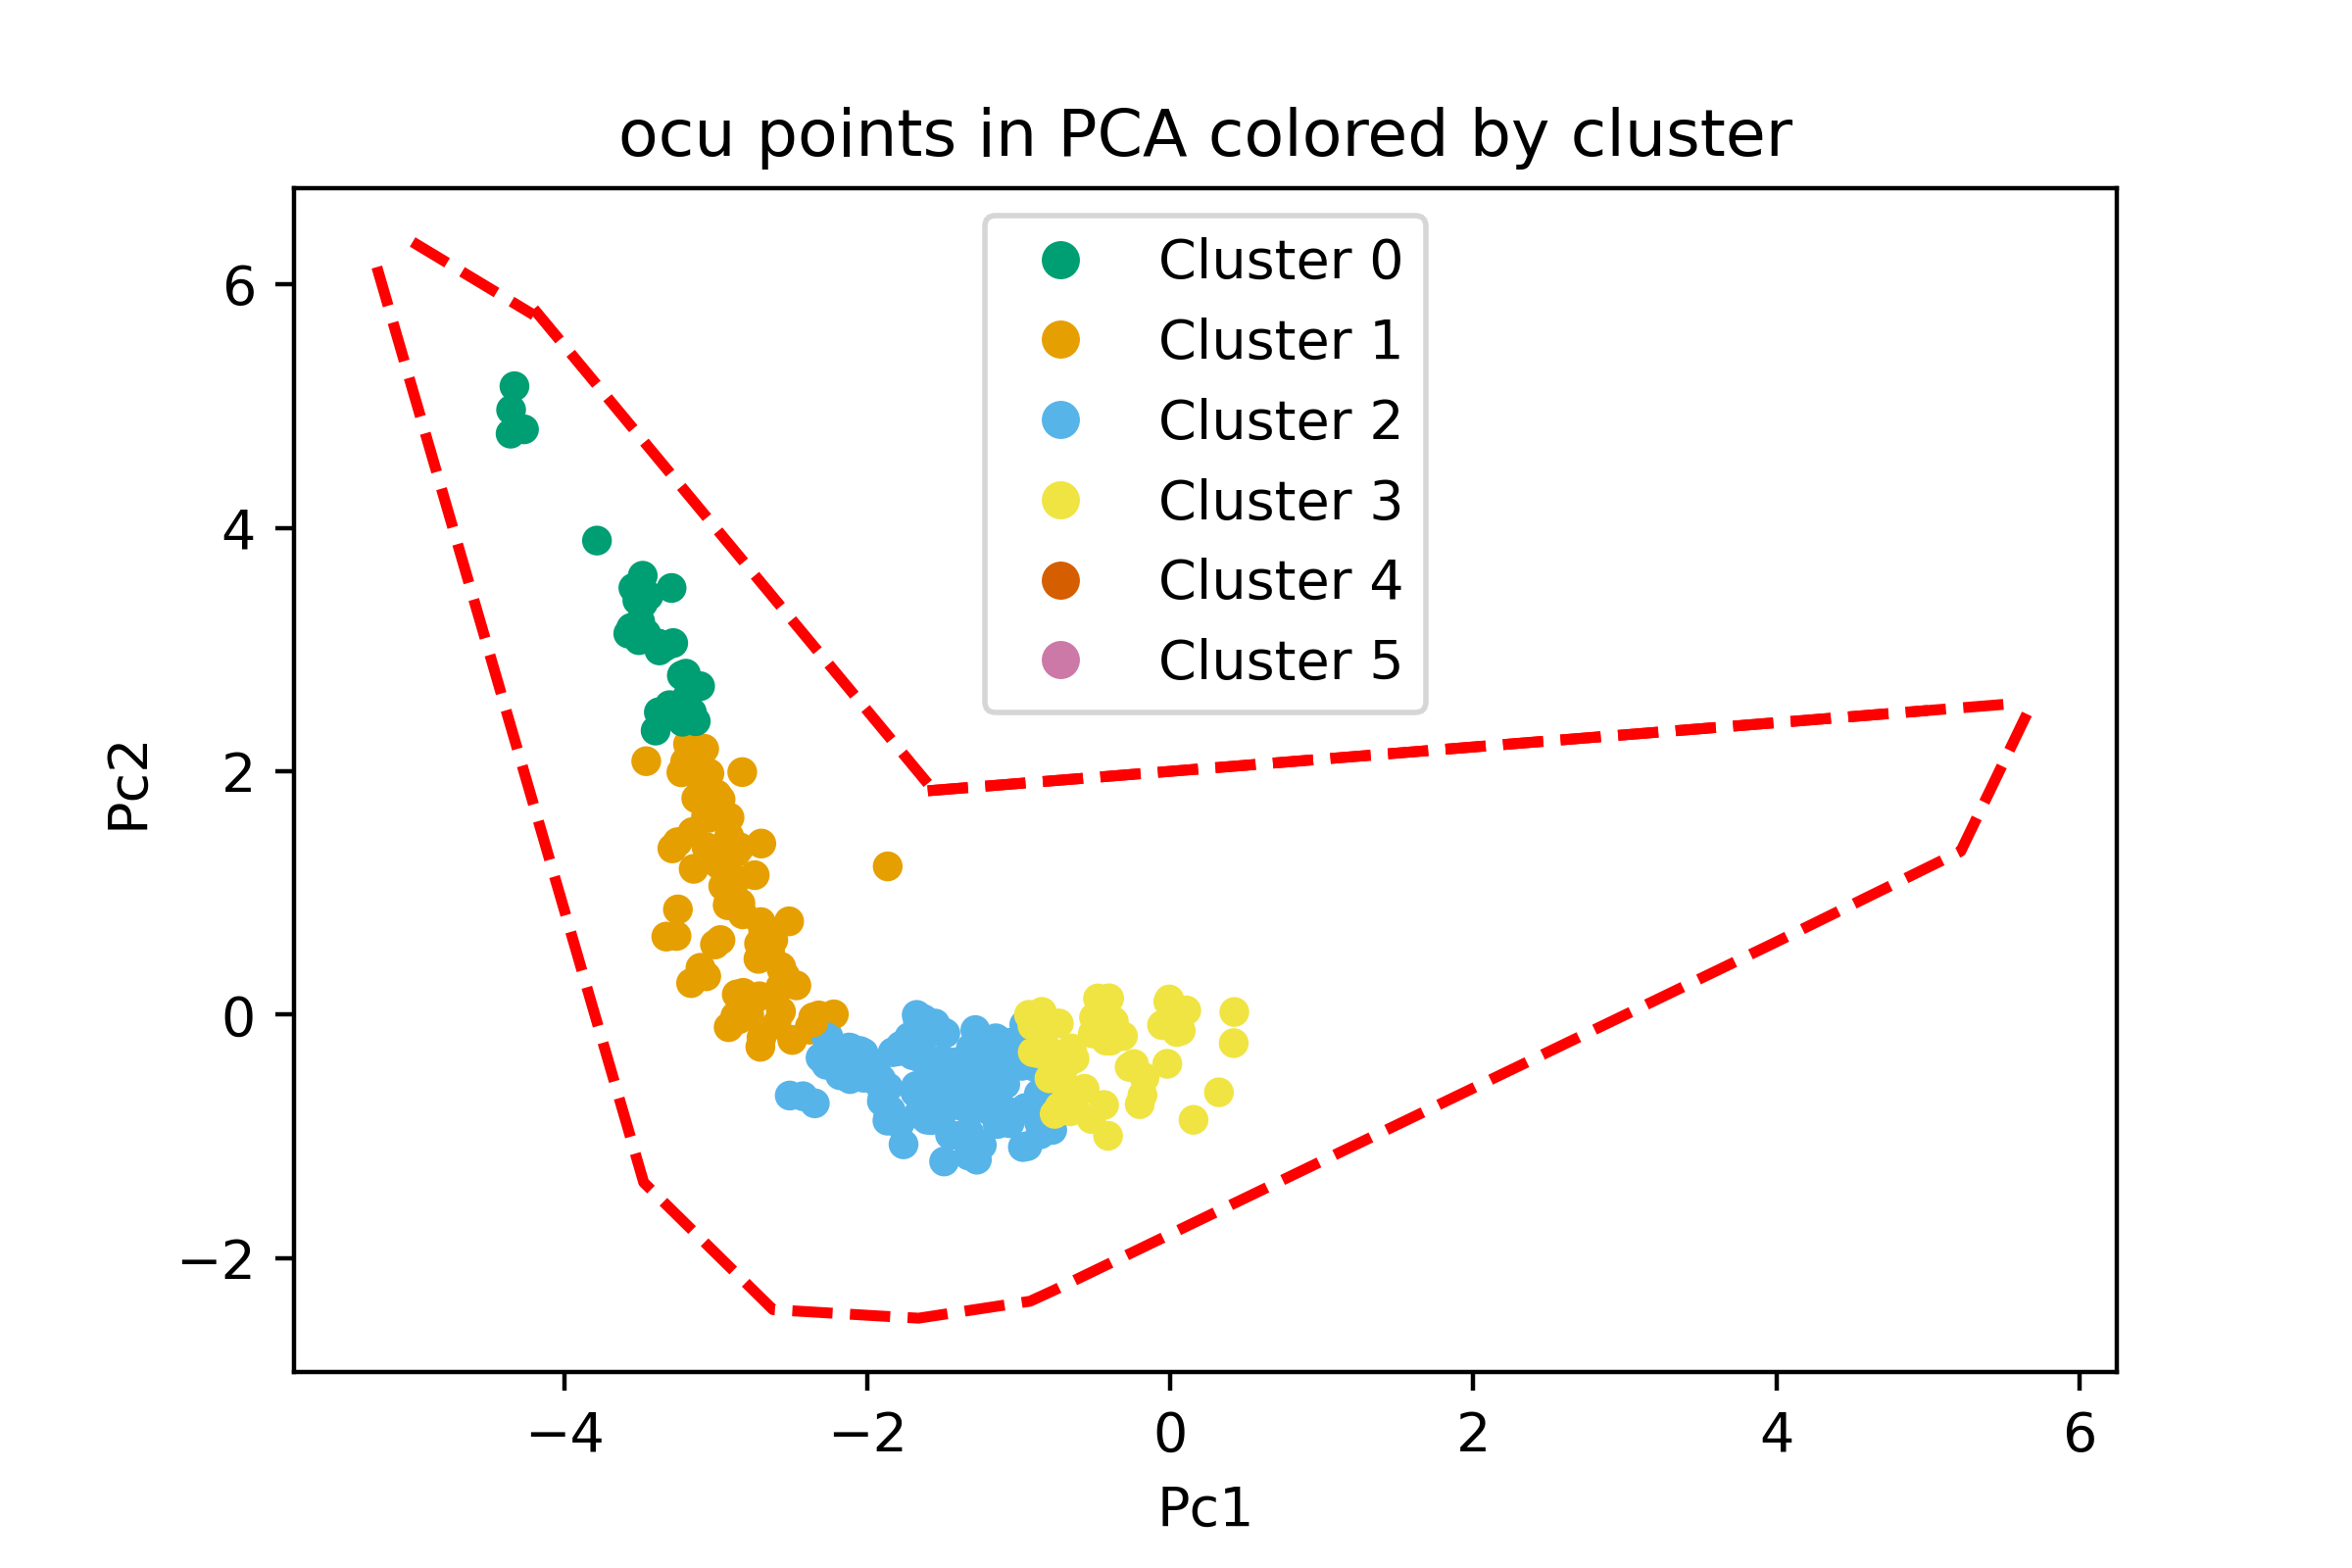 ocu points in PCA colored by cluster
Cluster 0
Cluster 1
Cluster 2
Cluster 3
Cluster 4
Cluster 5
6
4
2
0
−2
Pc2
−4 −2 0 2 4 6
Pc1